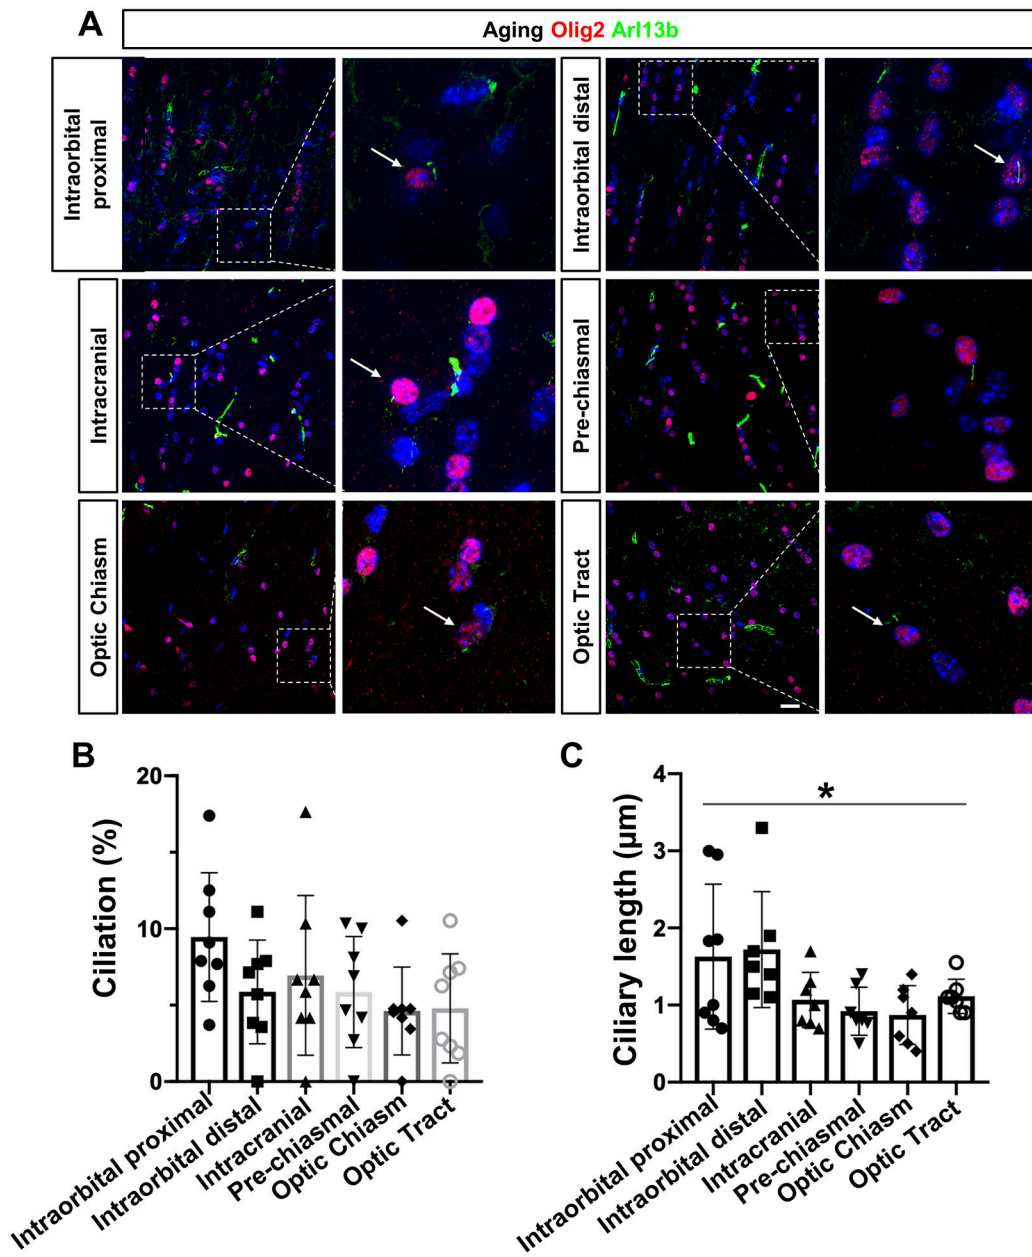 A
Aging Olig2 Arl13b
Intraorbital
proximal
Intraorbital distal
Intracranial
Pre-chiasmal
Optic Chiasm
Optic Tract
B
Ciliation (%)
20
10
0
Intraorbital proximal
Intraorbital distal
Intracranial
Pre-chiasmal
Optic Chiasm
Optic Tract
C
Ciliary length (μm)
4
3
2
1
0
*
Intraorbital proximal
Intraorbital distal
Intracranial
Pre-chiasmal
Optic Chiasm
Optic Tract